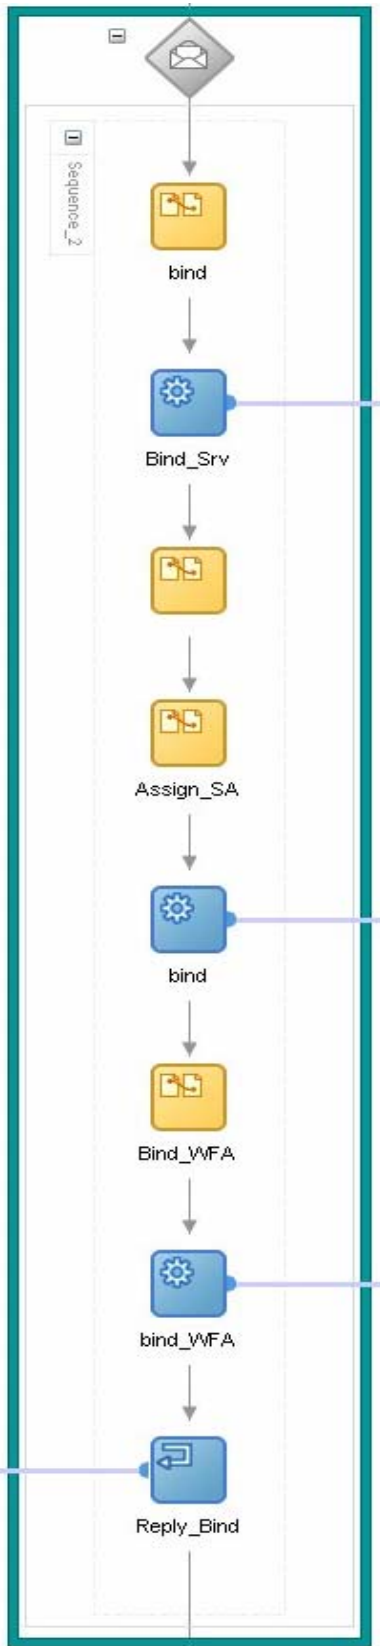 Sequence_2
bind
Bind_Srv
Assign_SA
bind
Bind_WFA
bind_WFA
Reply_Bind